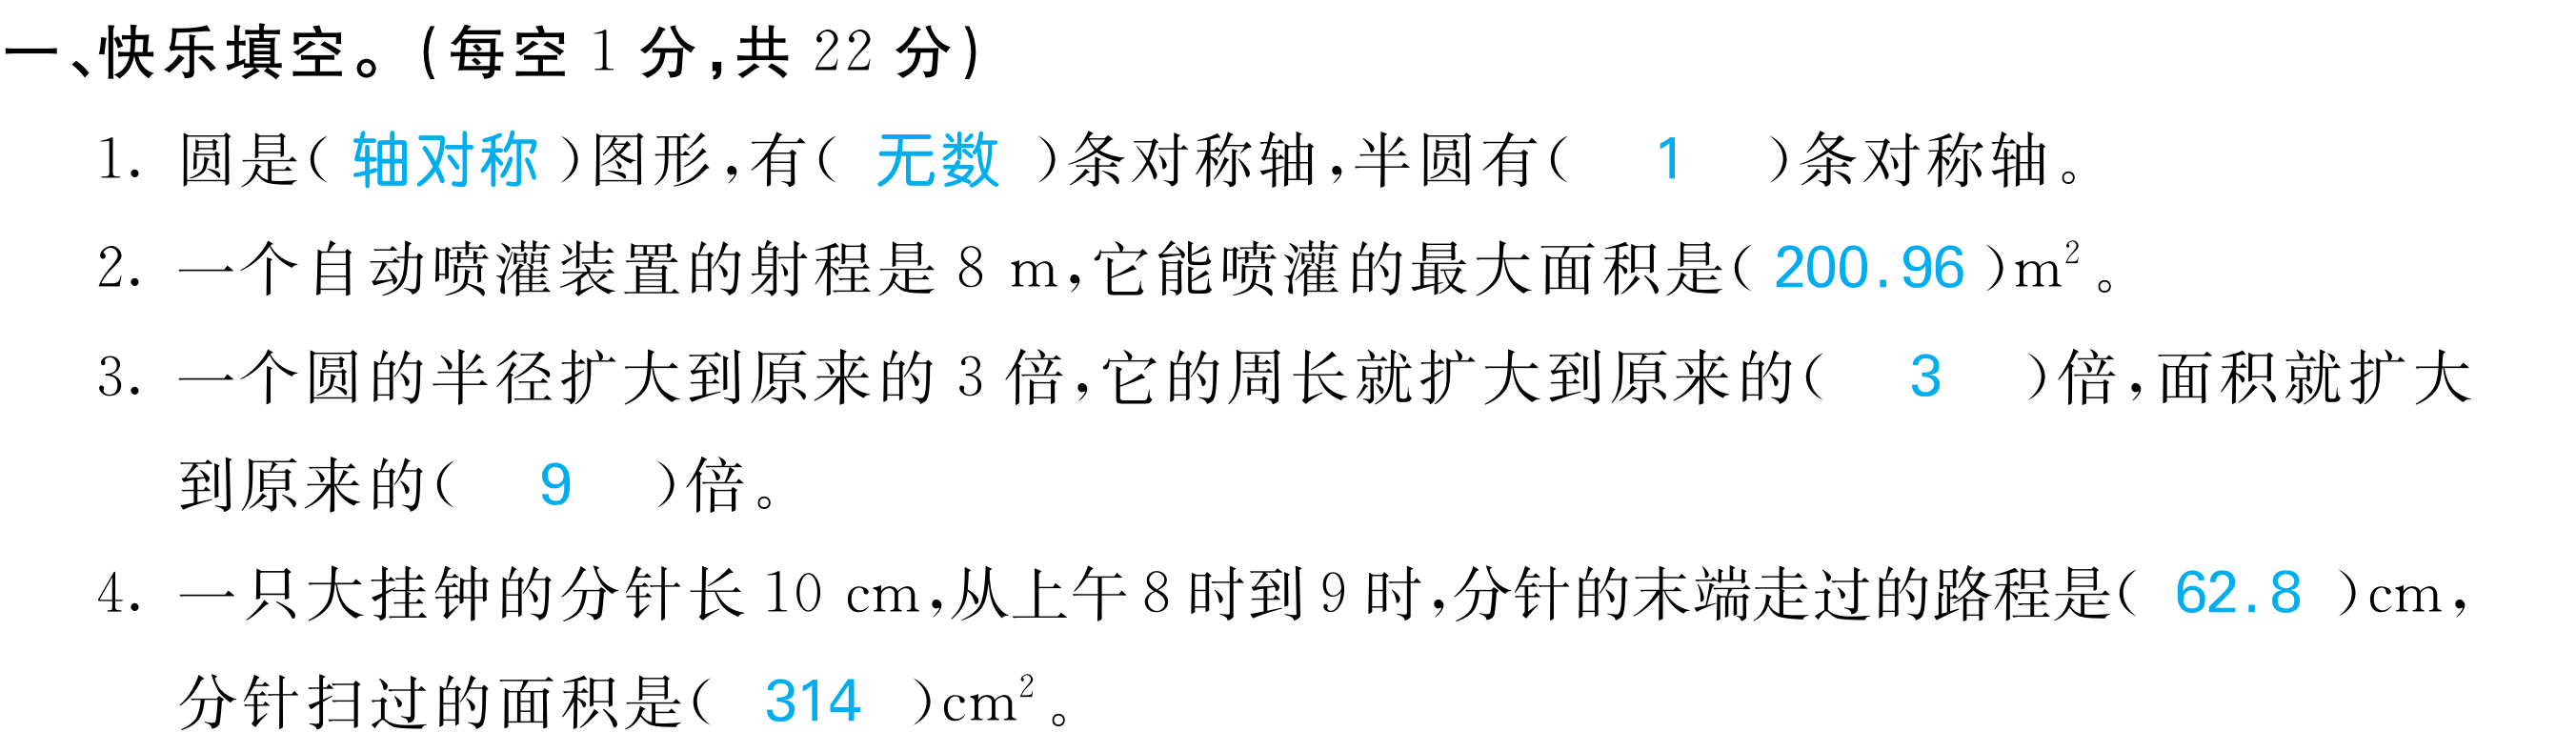 一、快乐填空。(每空 1 分,共 22 分)
1. 圆是( 轴对称 )图形,有( 无数 )条对称轴,半圆有( 1 )条对称轴。
2. 一个自动喷灌装置的射程是 8 m,它能喷灌的最大面积是( 200.96 )m²。
3. 一个圆的半径扩大到原来的 3 倍,它的周长就扩大到原来的( 3 )倍,面积就扩大
到原来的( 9 )倍。
4. 一只大挂钟的分针长 10 cm,从上午 8 时到 9 时,分针的末端走过的路程是( 62.8 )cm,
分针扫过的面积是( 314 )cm²。